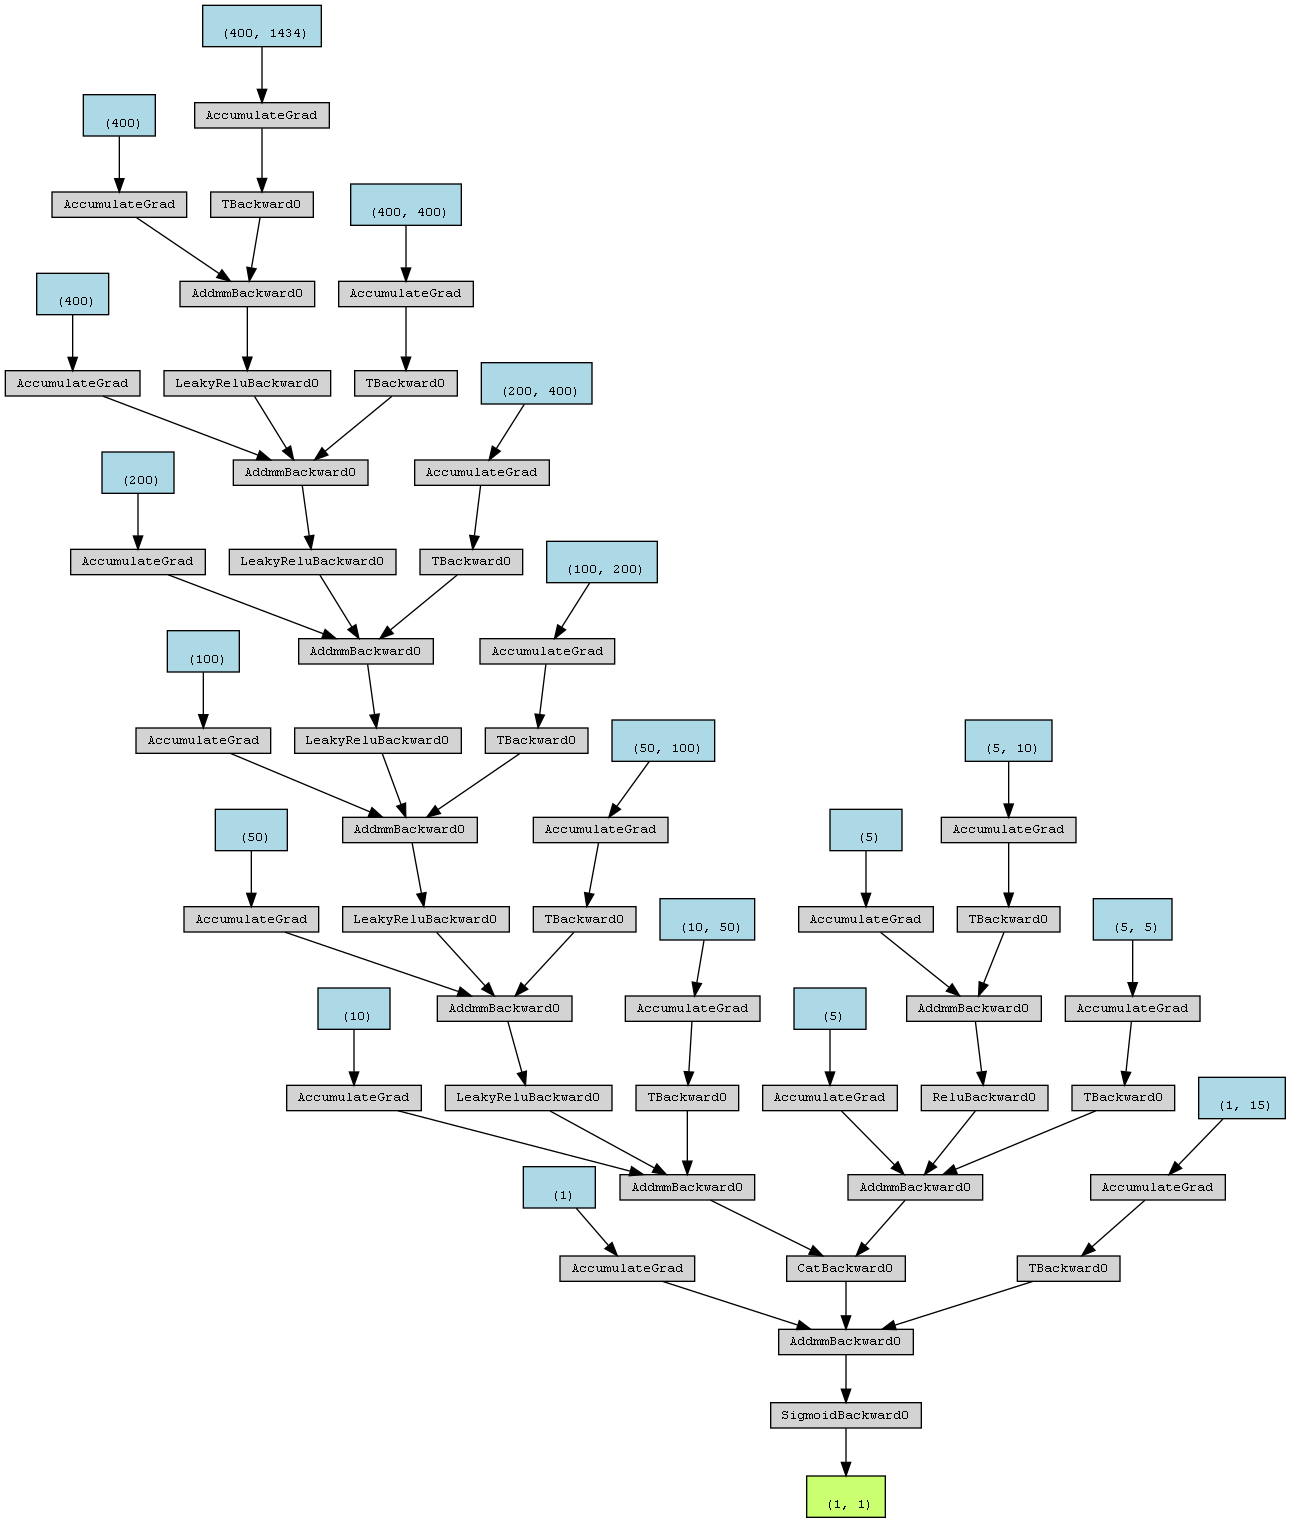 (400, 1434)
AccumulateGrad
(400)
AccumulateGrad
TBackward0
(400, 400)
AddmmBackward0
AccumulateGrad
(400)
AccumulateGrad
LeakyReluBackward0
TBackward0
(200, 400)
AddmmBackward0
AccumulateGrad
(200)
AccumulateGrad
LeakyReluBackward0
TBackward0
(100, 200)
AddmmBackward0
AccumulateGrad
(100)
AccumulateGrad
LeakyReluBackward0
TBackward0
(50, 100)
(5, 10)
AddmmBackward0
AccumulateGrad
AccumulateGrad
(50)
(5)
AccumulateGrad
LeakyReluBackward0
TBackward0
AccumulateGrad
TBackward0
(10, 50)
(5, 5)
AddmmBackward0
AccumulateGrad
AddmmBackward0
AccumulateGrad
(10)
(5)
AccumulateGrad
LeakyReluBackward0
TBackward0
AccumulateGrad
ReluBackward0
TBackward0
(1, 15)
AddmmBackward0
AddmmBackward0
AccumulateGrad
(1)
AccumulateGrad
CatBackward0
TBackward0
AddmmBackward0
SigmoidBackward0
(1, 1)